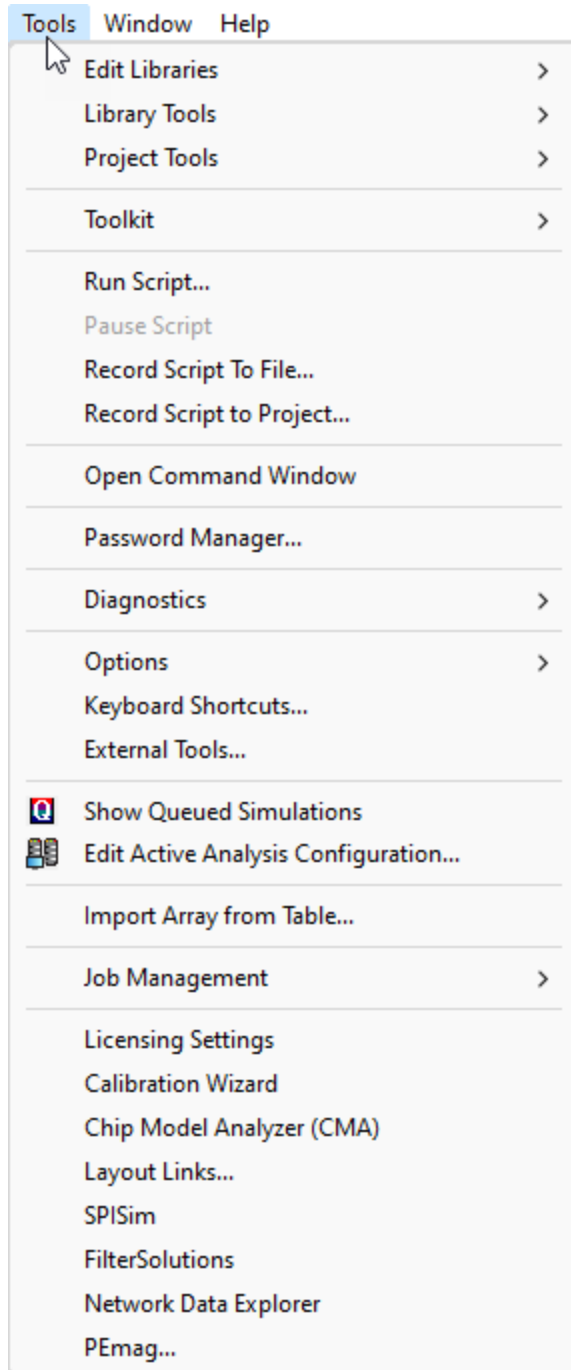 Tools Window Help
Edit Libraries
Library Tools
Project Tools
Toolkit
Run Script...
Pause Script
Record Script To File...
Record Script to Project...
Open Command Window
Password Manager...
Diagnostics
Options
Keyboard Shortcuts...
External Tools...
Q Show Queued Simulations
Edit Active Analysis Configuration...
Import Array from Table...
Job Management
Licensing Settings
Calibration Wizard
Chip Model Analyzer (CMA)
Layout Links...
SPISim
FilterSolutions
Network Data Explorer
PEmag...